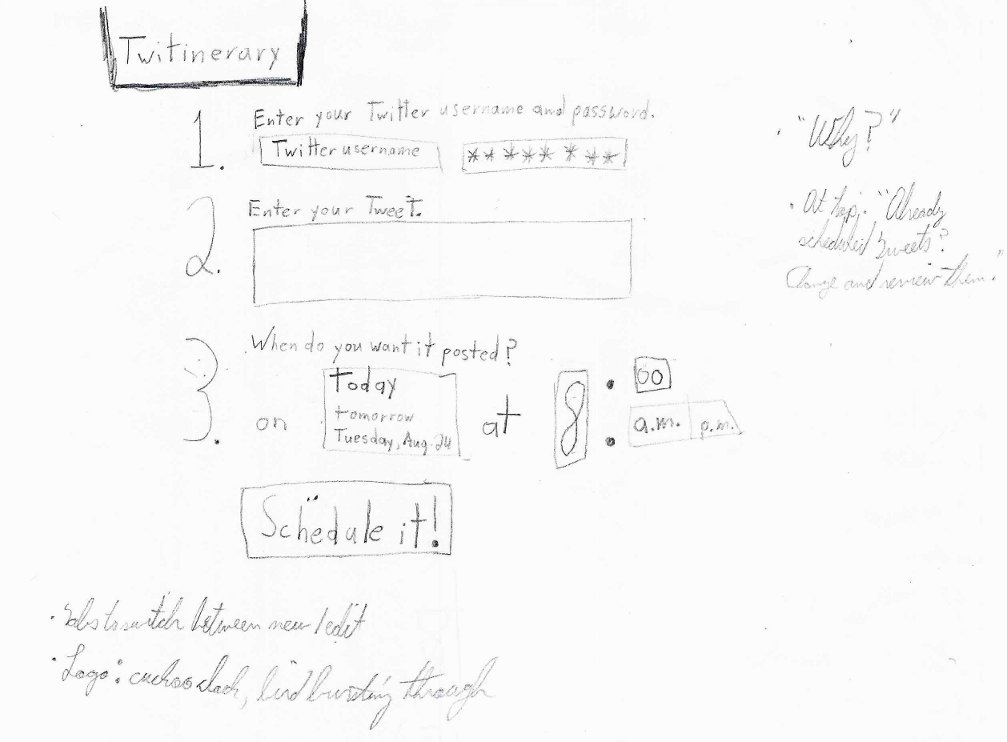 Twitinerary
1. Enter your Twitter username and password.
Twitter username ********
2. Enter your Tweet.
3. When do you want it posted?
on Today
tomorrow
Tuesday, Aug. 24
at 8 : 00
a.m. p.m.
Schedule it!
• "Why?"
• At top: "Already
scheduled tweets?
Change and review them."
• Tabs to switch between new/edit
• Logo: cuckoo clock, bird bursting through